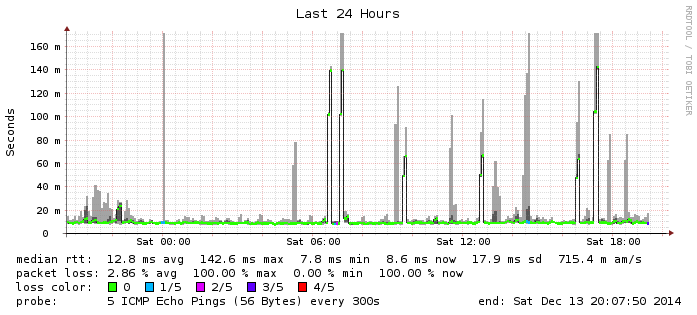 Last 24 Hours
RRDTOOL / TOBI OETIKER
Seconds
160 m
140 m
120 m
100 m
80 m
60 m
40 m
20 m
0
Sat 00:00 Sat 06:00 Sat 12:00 Sat 18:00
median rtt: 12.8 ms avg 142.6 ms max 7.8 ms min 8.6 ms now 17.9 ms sd 715.4 m am/s
packet loss: 2.86 % avg 100.00 % max 0.00 % min 100.00 % now
loss color: 0 1/5 2/5 3/5 4/5
probe: 5 ICMP Echo Pings (56 Bytes) every 300s end: Sat Dec 13 20:07:50 2014